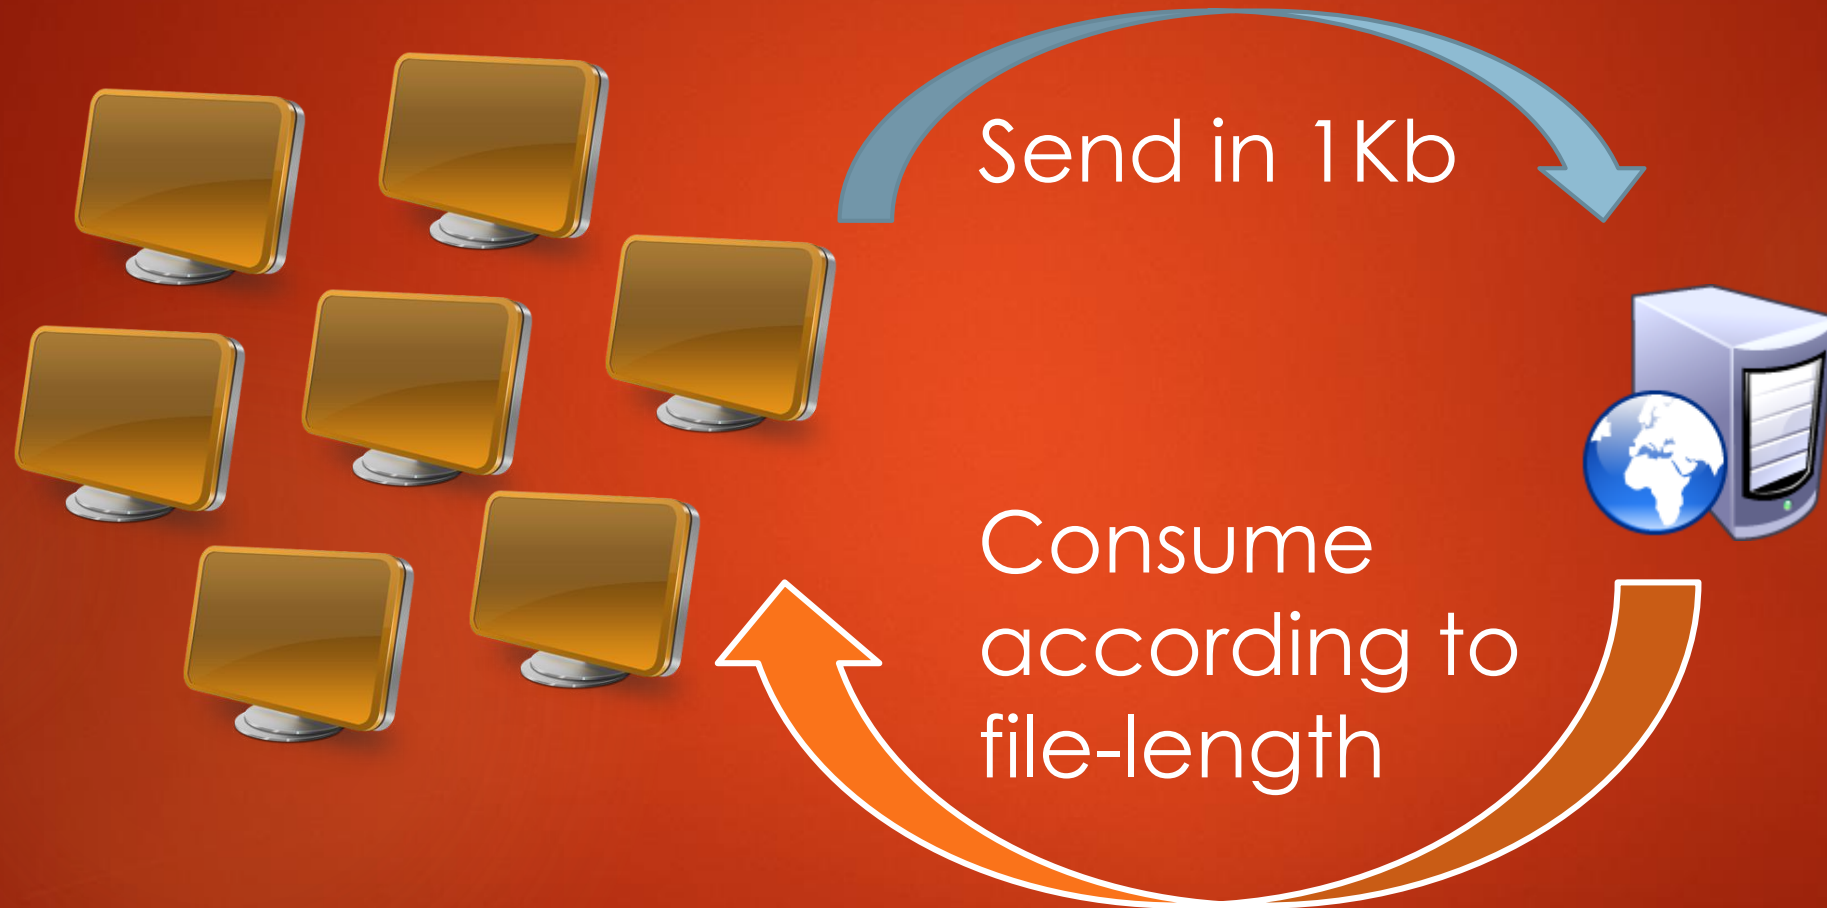 Send in 1Kb
Consume
according to
file-length